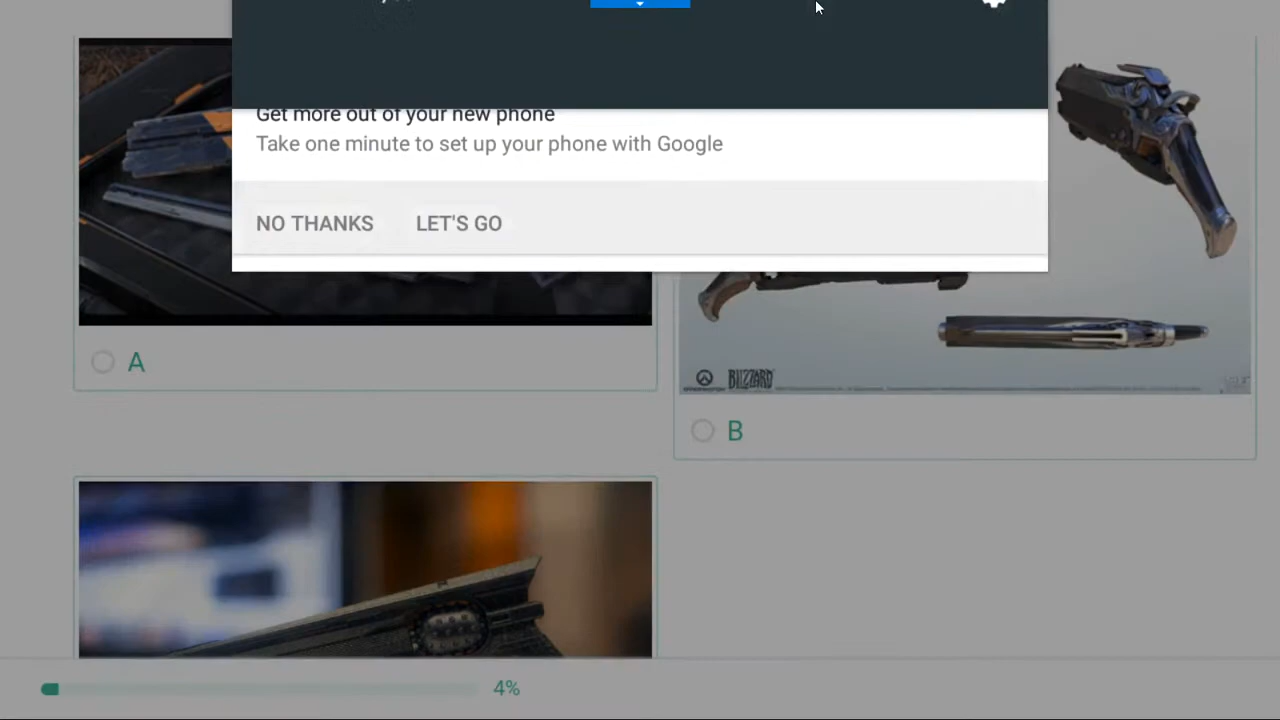 Get more out of your new phone
Take one minute to set up your phone with Google
NO THANKS LET'S GO
BLIZZARD
A
B
4%